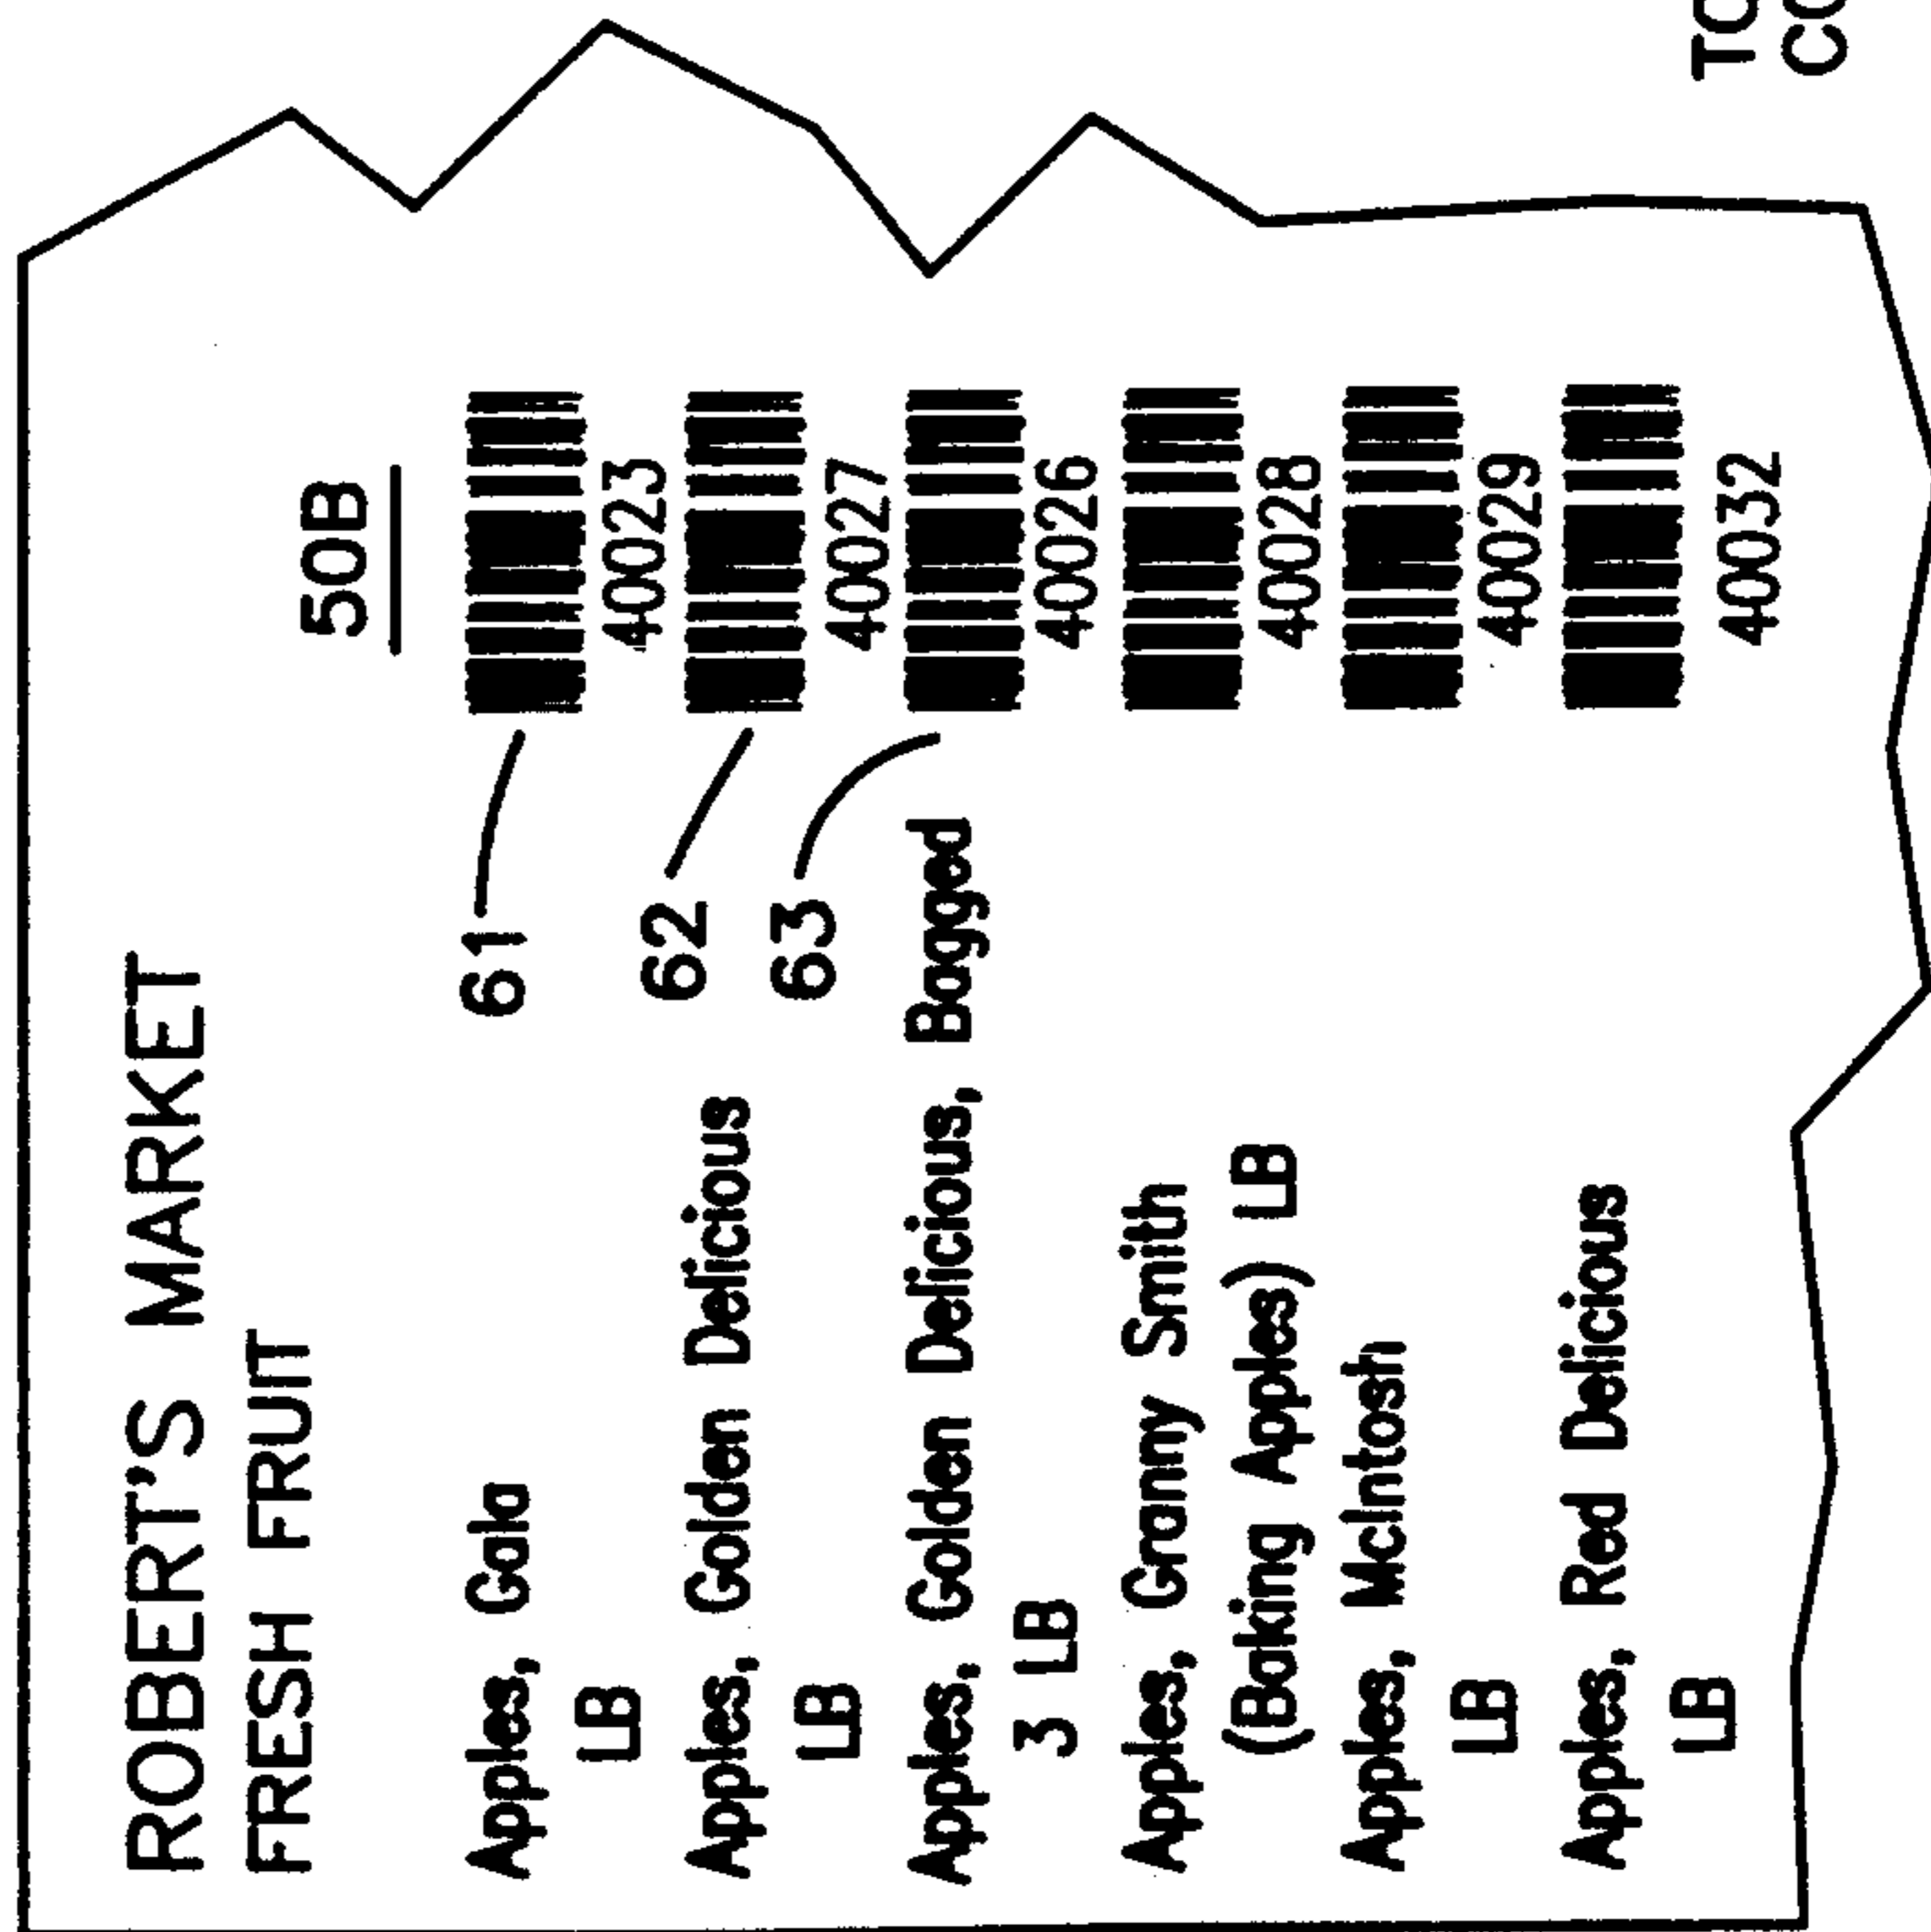 ROBERT'S MARKET
FRESH FRUIT
50B
Apples, Gala
LB
61
40023
Apples, Golden Delicious
LB
62
40027
Apples, Golden Delicious, Bagged
3 LB
63
40026
Apples, Granny Smith
(Baking Apples) LB
40028
Apples, McIntosh
LB
40029
Apples, Red Delicious
LB
40032